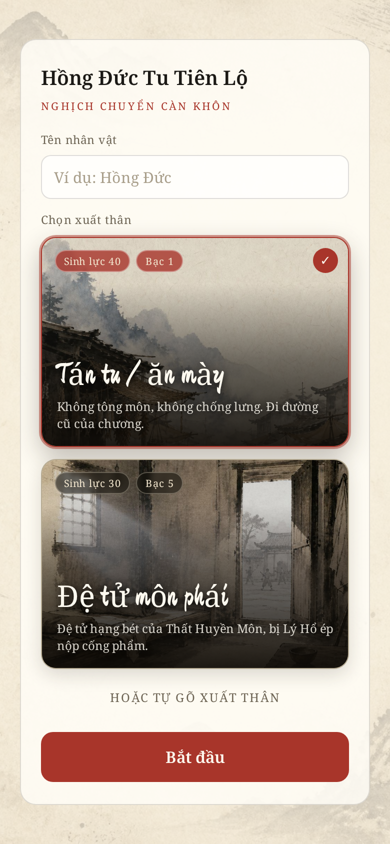 Hồng Đức Tu Tiên Lộ
NGHỊCH CHUYỂN CÀN KHÔN
Tên nhân vật
Ví dụ: Hồng Đức
Chọn xuất thân
Sinh lực 40 Bạc 1
Tán tu / ăn mày
Không tông môn, không chống lưng. Đi đường
cũ của chương.
Sinh lực 30 Bạc 5
Đệ tử môn phái
Đệ tử hạng bét của Thất Huyền Môn, bị Lý Hổ ép
nộp cống phẩm.
HOẶC TỰ GÕ XUẤT THÂN
Bắt đầu